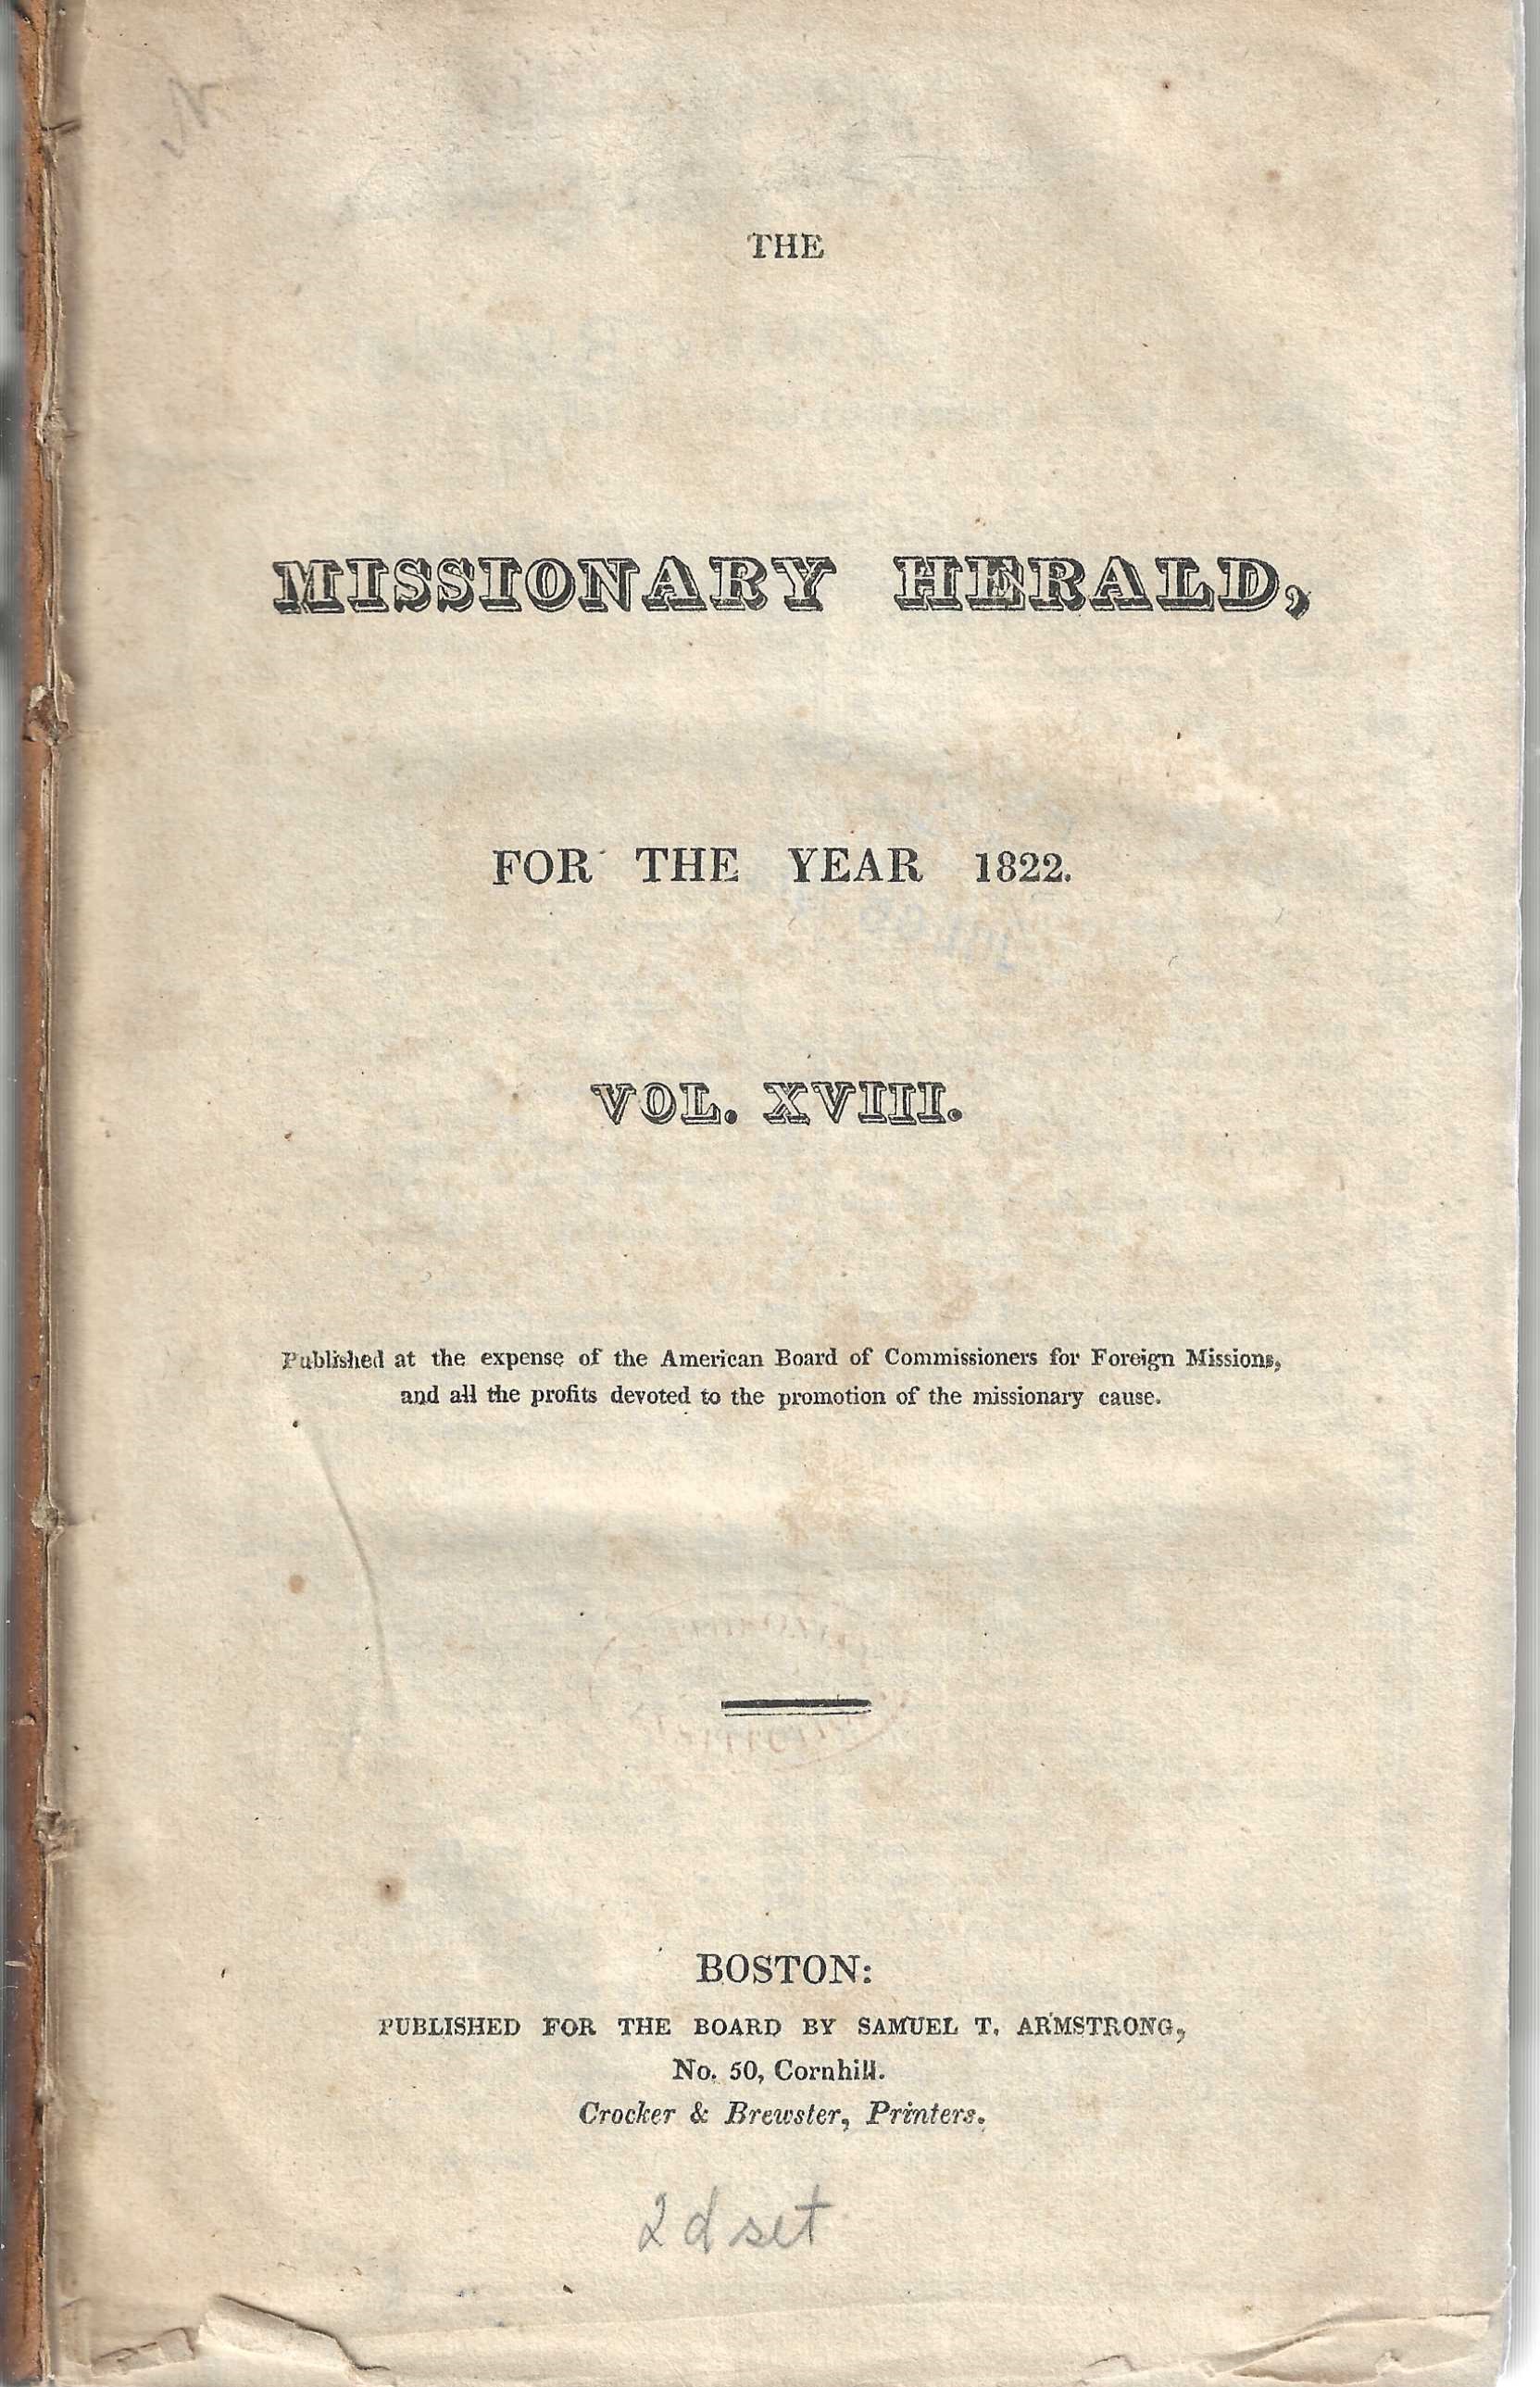 THE
MISSIONARY HERALD,
FOR THE YEAR 1822.
VOL. XVIII.
Published at the expense of the American Board of Commissioners for Foreign Missions,
and all the profits devoted to the promotion of the missionary cause.
BOSTON:
PUBLISHED FOR THE BOARD BY SAMUEL T. ARMSTRONG,
No. 50, Cornhill.
Crocker & Brewster, Printers.
2d set